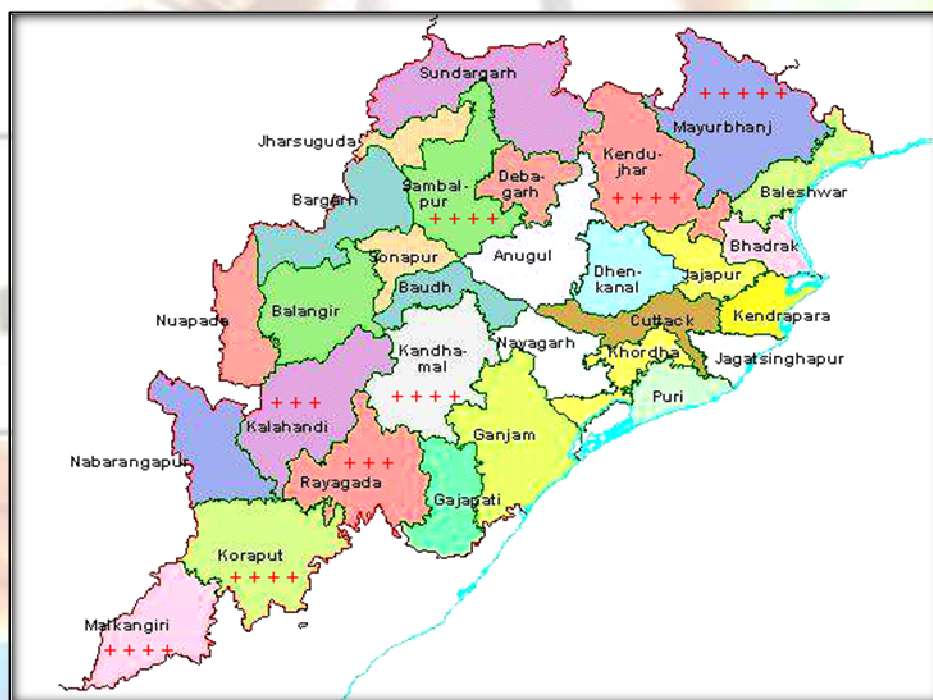 Sundargarh
+ + + + +
Mayurbhanj
Jharsuguda
Kendu-
jhar
+ + + +
Deba-
garh
Sambal-
pur
+ + + +
Bargarh
Baleshwar
Bhadrak
Sonapur
Anugul
Dhen-
kanal
Jajapur
Baudh
Balangir
Nuapada
Cuttack
Kendrapara
Nayagarh
Khordha
Jagatsinghapur
Kandha-
mal
+ + + +
Puri
+ + +
Kalahandi
Ganjam
Nabarangapur
+ + +
Rayagada
Gajapati
Koraput
+ + + +
Malkangiri
+ + + +